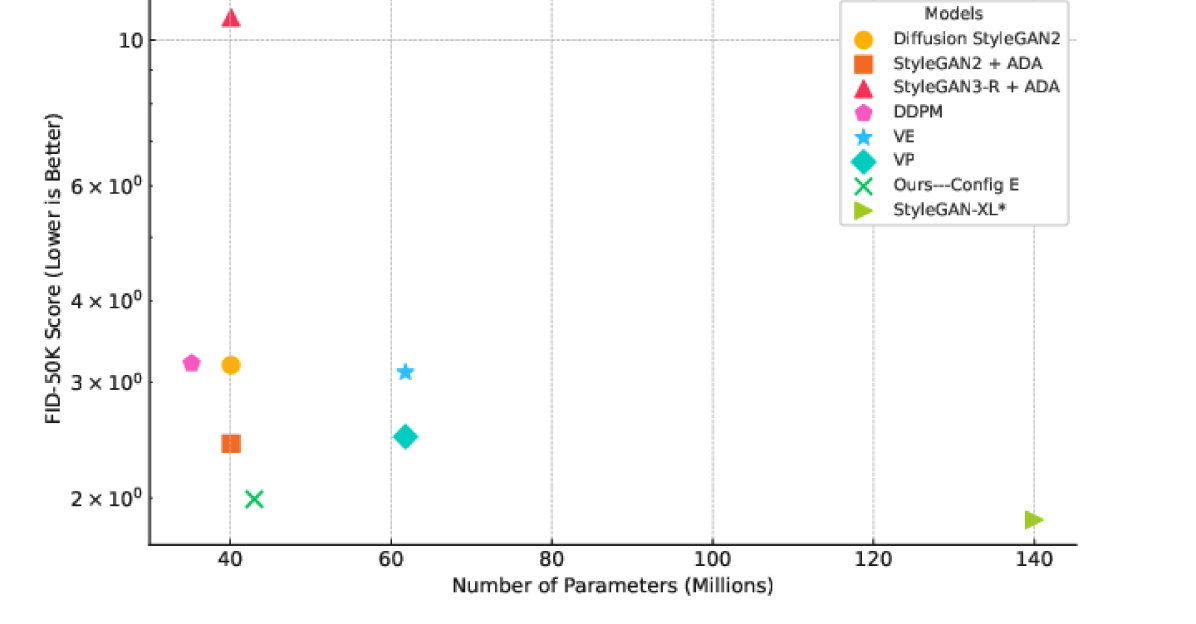 Models
Diffusion StyleGAN2
StyleGAN2 + ADA
StyleGAN3-R + ADA
DDPM
VE
VP
Ours---Config E
StyleGAN-XL*
FID-50K Score (Lower is Better)
10
6 × 10⁰
4 × 10⁰
3 × 10⁰
2 × 10⁰
40 60 80 100 120 140
Number of Parameters (Millions)